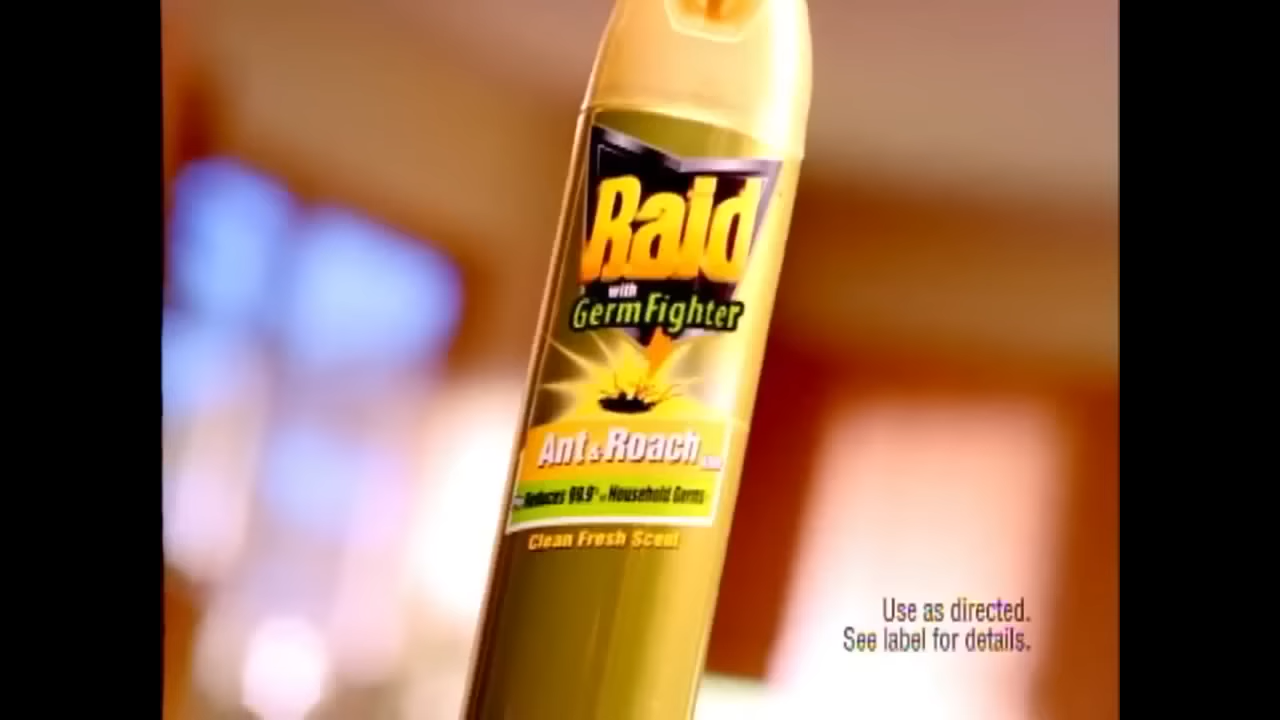 Raid
with
GermFighter
Ant & Roach
Reduces 99.9% of Household Germs
Clean Fresh Scent
Use as directed.
See label for details.